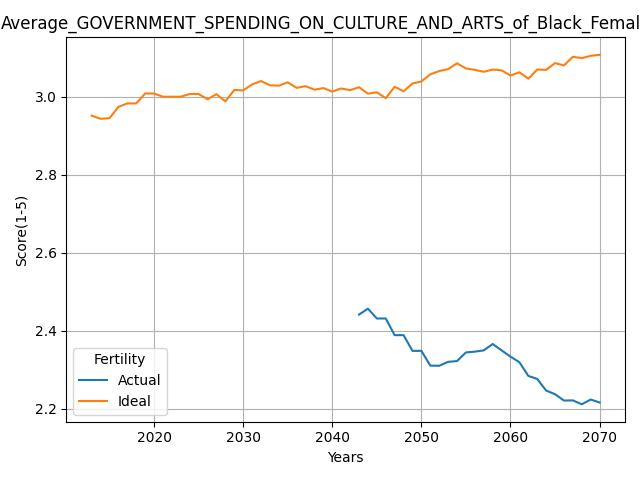 Average_GOVERNMENT_SPENDING_ON_CULTURE_AND_ARTS_of_Black_Femal
Score(1-5)
3.0
2.8
2.6
2.4
2.2
Fertility
Actual
Ideal
2020 2030 2040 2050 2060 2070
Years